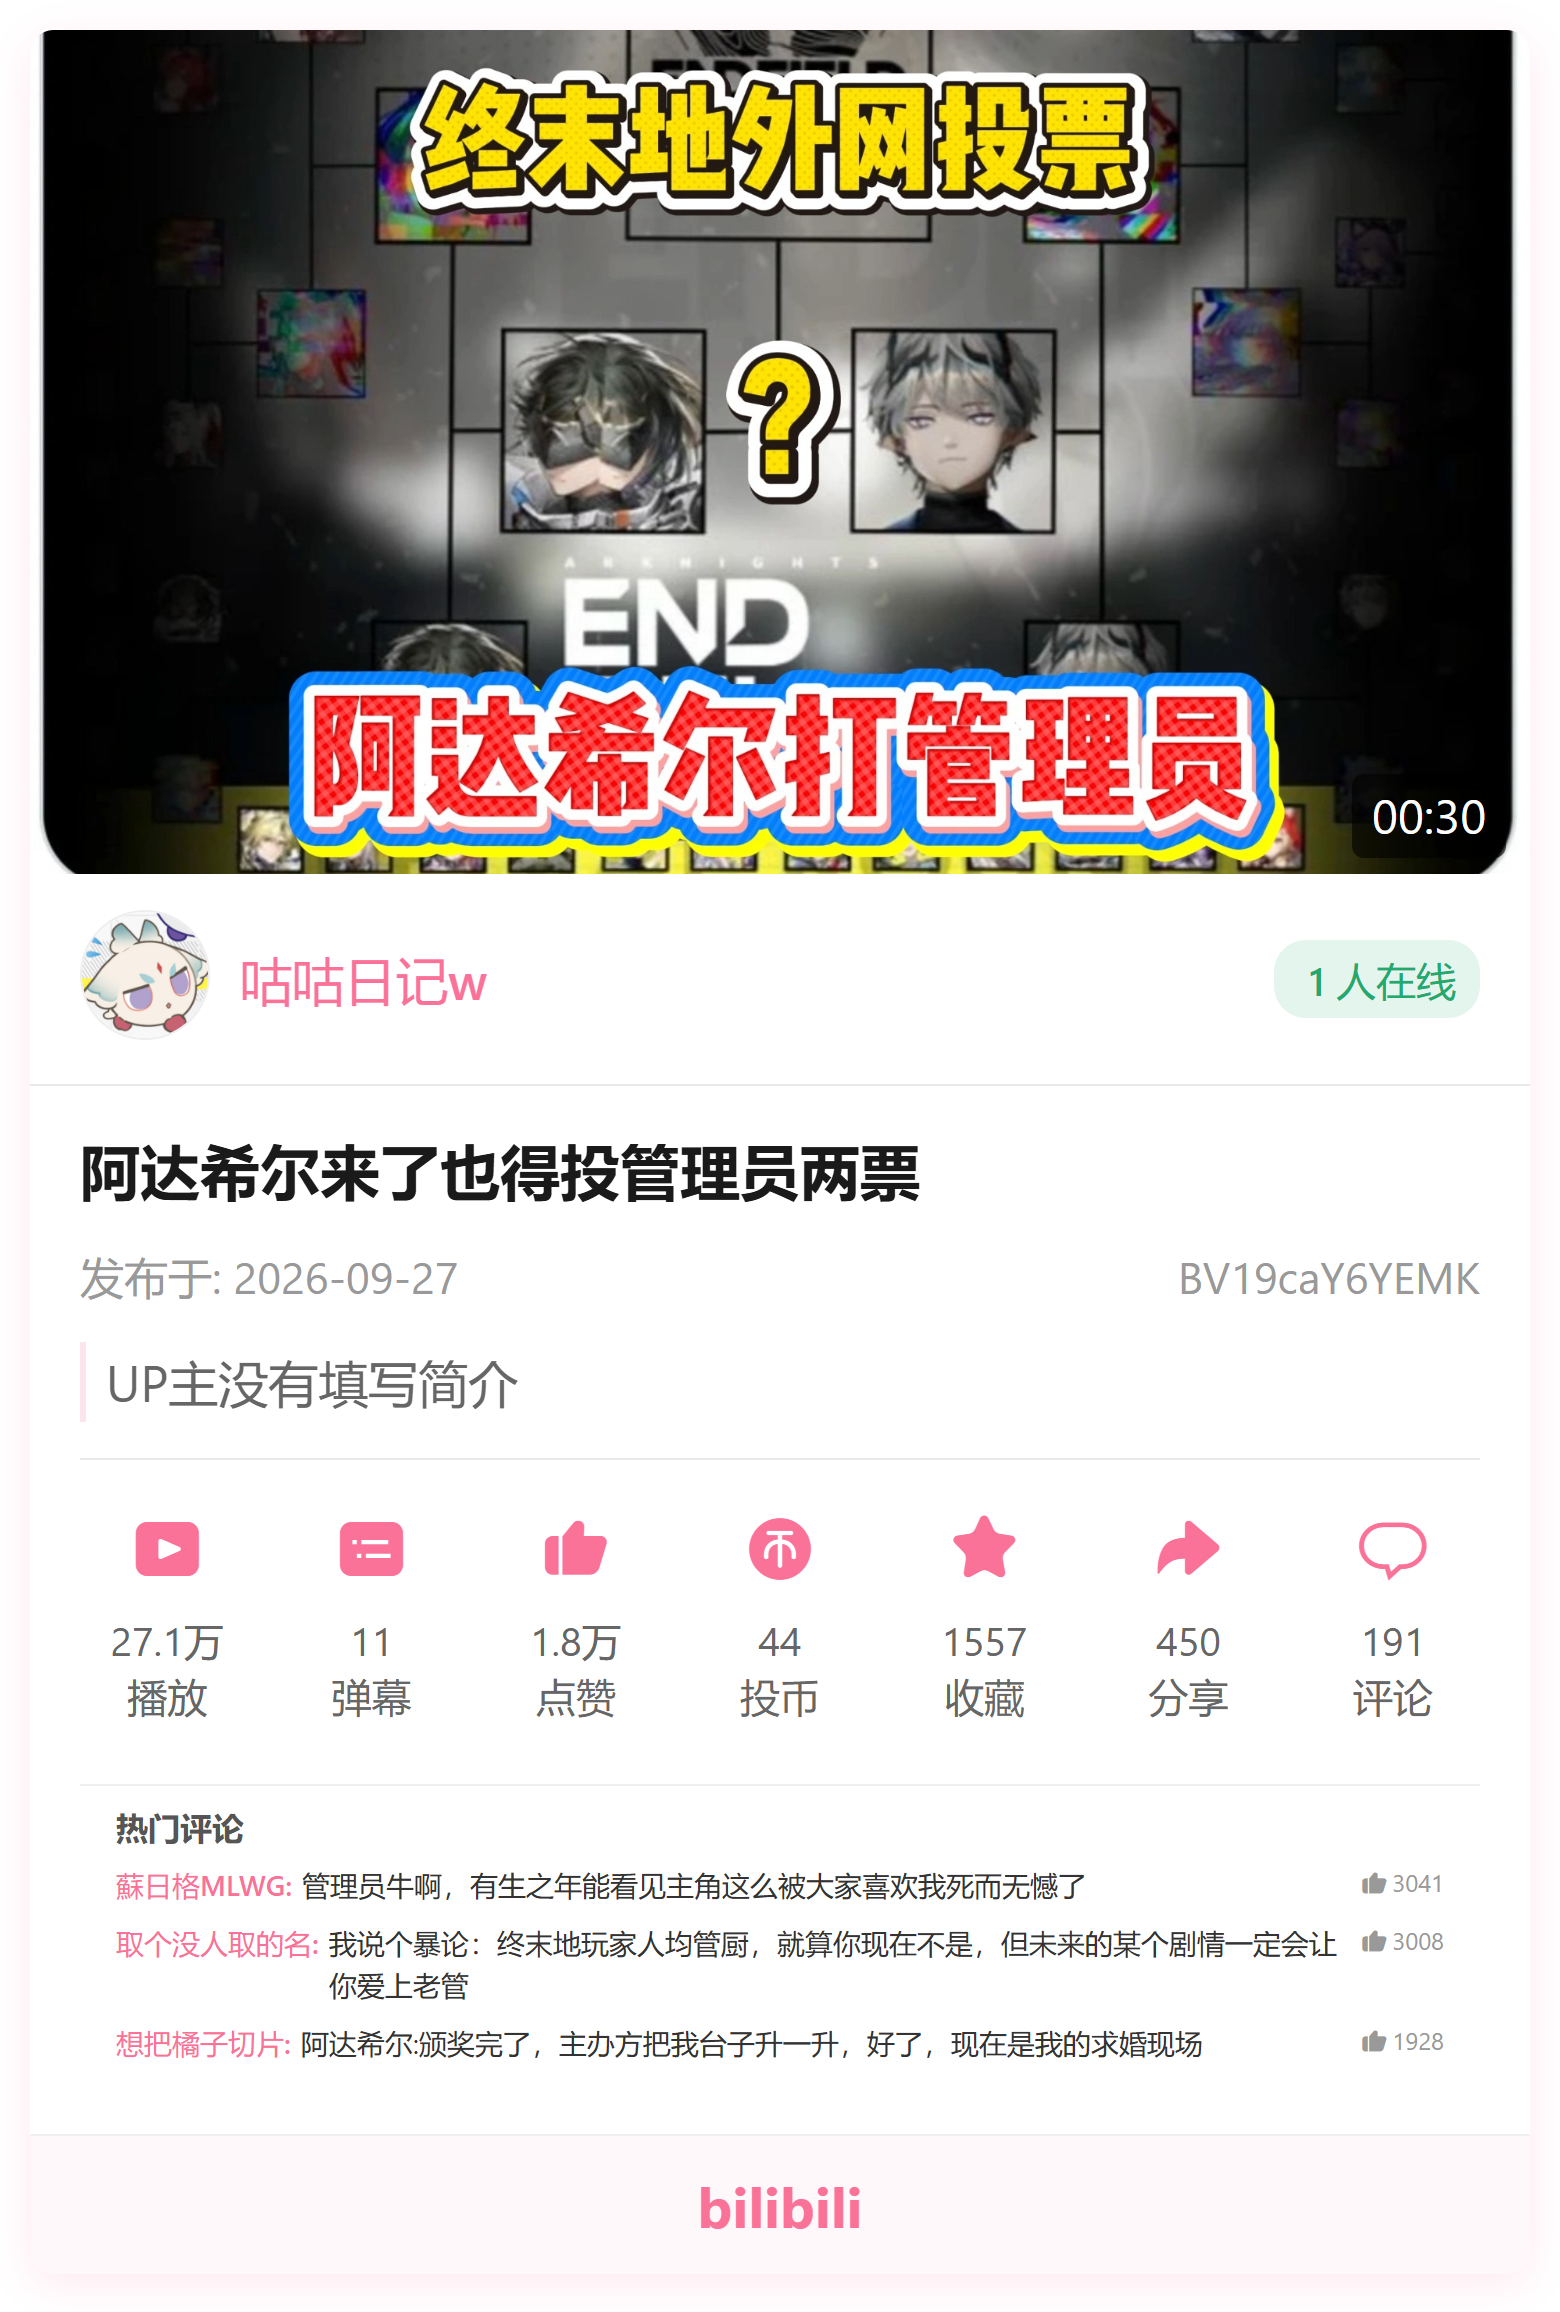 终末地外网投票
?
ARKNIGHTS
END
阿达希尔打管理员
00:30
咕咕日记w
1 人在线
阿达希尔来了也得投管理员两票
发布于: 2026-09-27
BV19caY6YEMK
UP主没有填写简介
27.1万
11
1.8万
44
1557
450
191
播放
弹幕
点赞
投币
收藏
分享
评论
热门评论
蘇日格MLWG: 管理员牛啊，有生之年能看见主角这么被大家喜欢我死而无憾了
3041
取个没人取的名: 我说个暴论：终末地玩家人均管厨，就算你现在不是，但未来的某个剧情一定会让
3008
你爱上老管
想把橘子切片: 阿达希尔:颁奖完了，主办方把我台子升一升，好了，现在是我的求婚现场
1928
bilibili